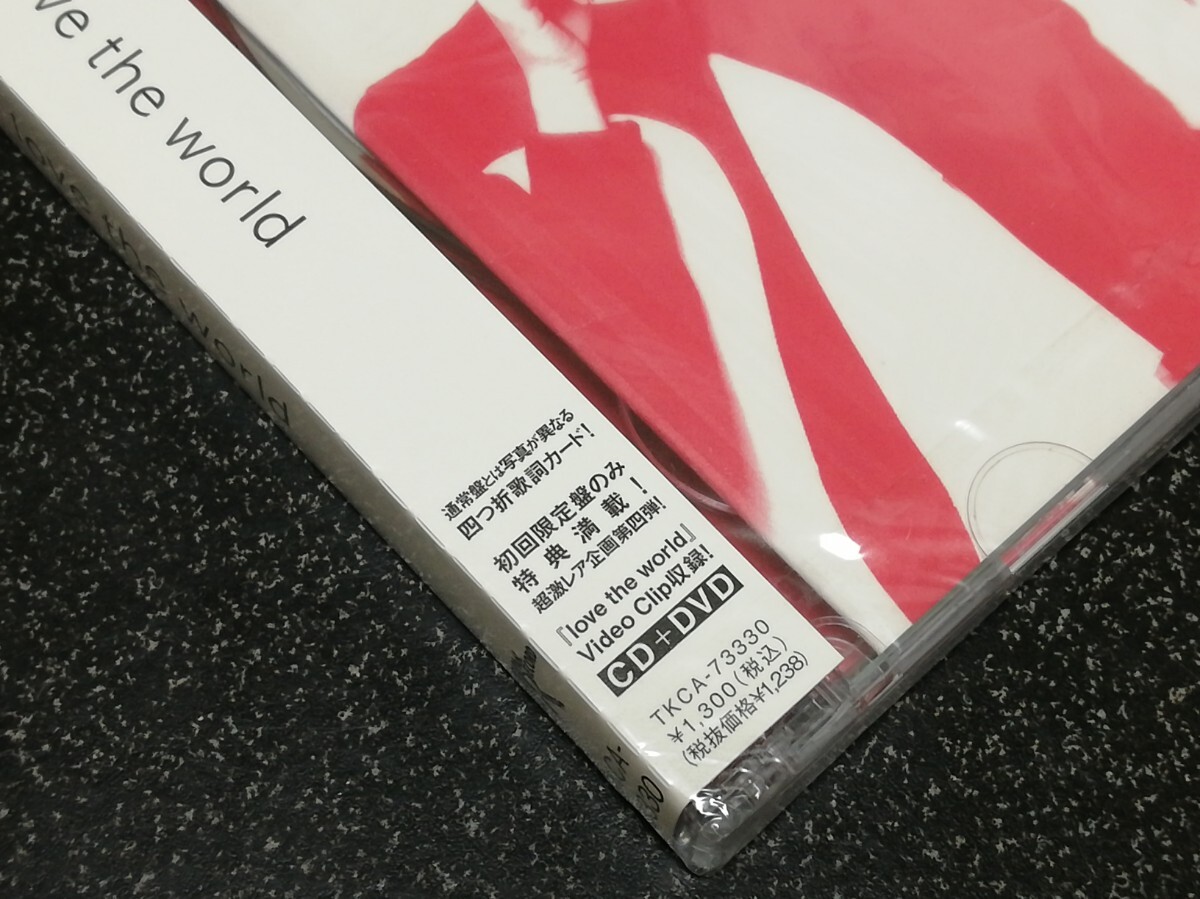 ve the world
love the world
通常盤とは写真が異なる
四つ折歌詞カード!
初回限定盤のみ
特典満載!
超激レア企画第四弾!
『love the world』
Video Clip収録!
CD+DVD
TKCA-73330
¥1,300(税込)
(税抜価格¥1,238)
CA-
330